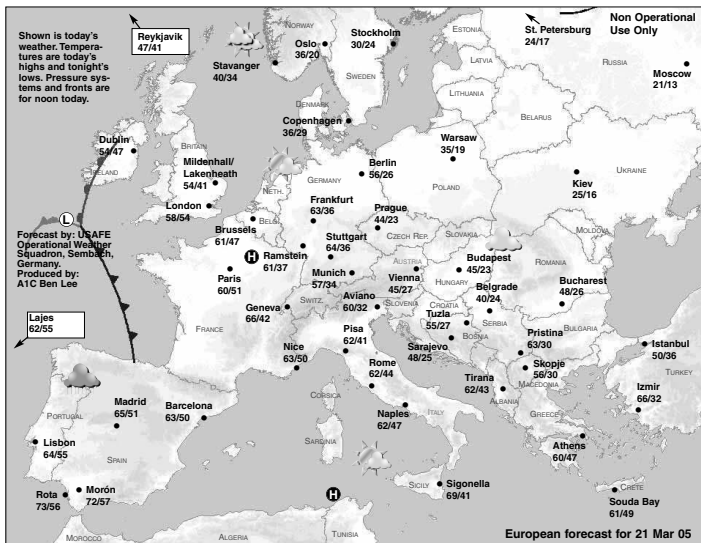 Shown is today's
weather. Tempera-
tures are today's
highs and tonight's
lows. Pressure sys-
tems and fronts are
for noon today.
Reykjavik
47/41
NORWAY
Oslo
36/20
Stockholm
30/24
ESTONIA
St. Petersburg
24/17
Non Operational
Use Only
RUSSIA
Stavanger
40/34
SWEDEN
LATVIA
Moscow
21/13
LITHUANIA
DENMARK
Copenhagen
36/29
BELARUS
Dublin
54/47
IRELAND
BRITAIN
Mildenhall/
Lakenheath
54/41
London
58/54
Warsaw
35/19
POLAND
Berlin
56/26
GERMANY
NETH.
UKRAINE
Kiev
25/16
Frankfurt
63/36
Prague
44/23
BELG.
Brussels
61/47
CZECH REP.
SLOVAKIA
MOLDOVA
L
Forecast by: USAFE
Operational Weather
Squadron, Sembach,
Germany.
Produced by:
A1C Ben Lee
H
Ramstein
61/37
Stuttgart
64/36
AUSTRIA
Budapest
45/23
ROMANIA
Paris
60/51
Munich
57/34
Vienna
45/27
HUNGARY
Bucharest
48/26
Belgrade
40/24
Lajes
62/55
Geneva
66/42
SWITZ.
Aviano
60/32
SLOVENIA
CROATIA
Tuzla
55/27
SERBIA
BOSNIA
BULGARIA
FRANCE
Pisa
62/41
Sarajevo
48/25
Pristina
63/30
Istanbul
50/36
Nice
63/50
Rome
62/44
Skopje
56/30
MACEDONIA
TURKEY
CORSICA
Tirana
62/43
ALBANIA
Izmir
66/32
Madrid
65/51
Barcelona
63/50
Naples
62/47
ITALY
GREECE
PORTUGAL
SARDINIA
Athens
60/47
Lisbon
64/55
SPAIN
SICILY
Sigonella
69/41
CRETE
Rota
73/56
Morón
72/57
H
Souda Bay
61/49
MOROCCO
ALGERIA
TUNISIA
European forecast for 21 Mar 05